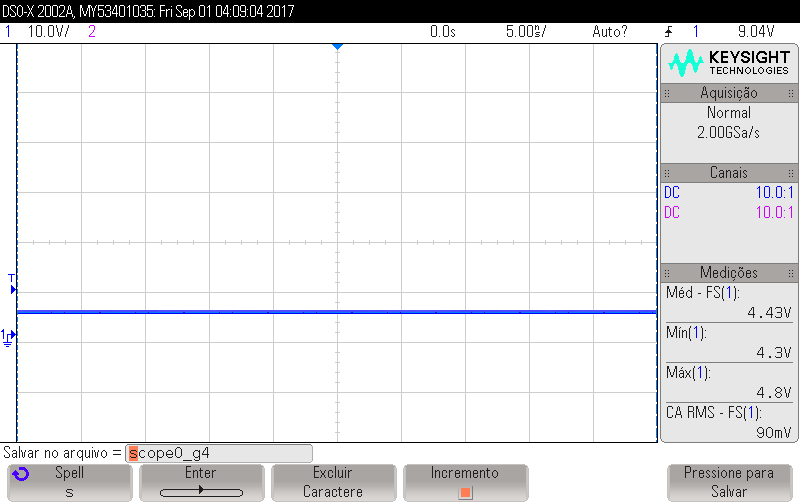 DSO-X 2002A, MY53401035: Fri Sep 01 04:09:04 2017
1 10.0V/ 2 0.0s 5.00ns/ Auto? 1 9.04V
KEYSIGHT
TECHNOLOGIES
Aquisição
Normal
2.00GSa/s
Canais
DC 10.0:1
DC 10.0:1
T
1
Medições
Méd - FS(1):
4.43V
Mín(1):
4.3V
Máx(1):
4.8V
CA RMS - FS(1):
90mV
Salvar no arquivo = scope0_g4
Spell
s
Enter
Excluir
Caractere
Incremento
Pressione para
Salvar